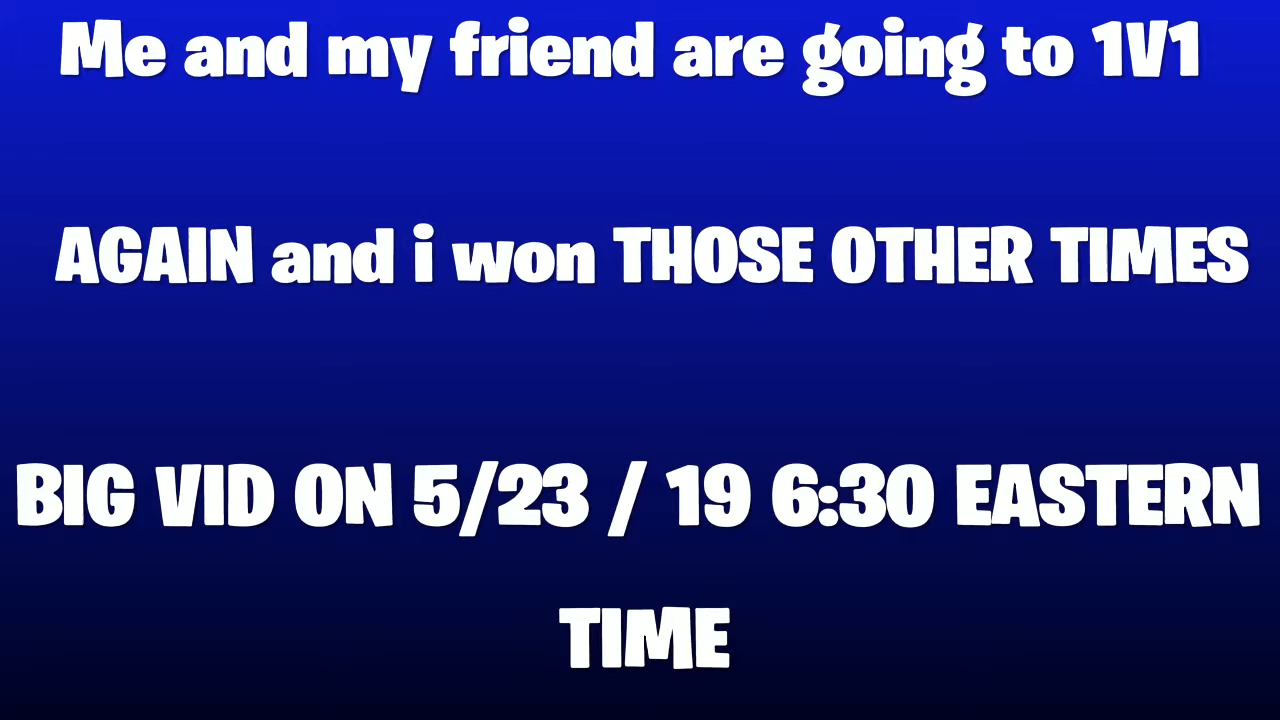 Me and my friend are going to 1V1
AGAIN and i won THOSE OTHER TIMES
BIG VID ON 5/23 / 19 6:30 EASTERN
TIME